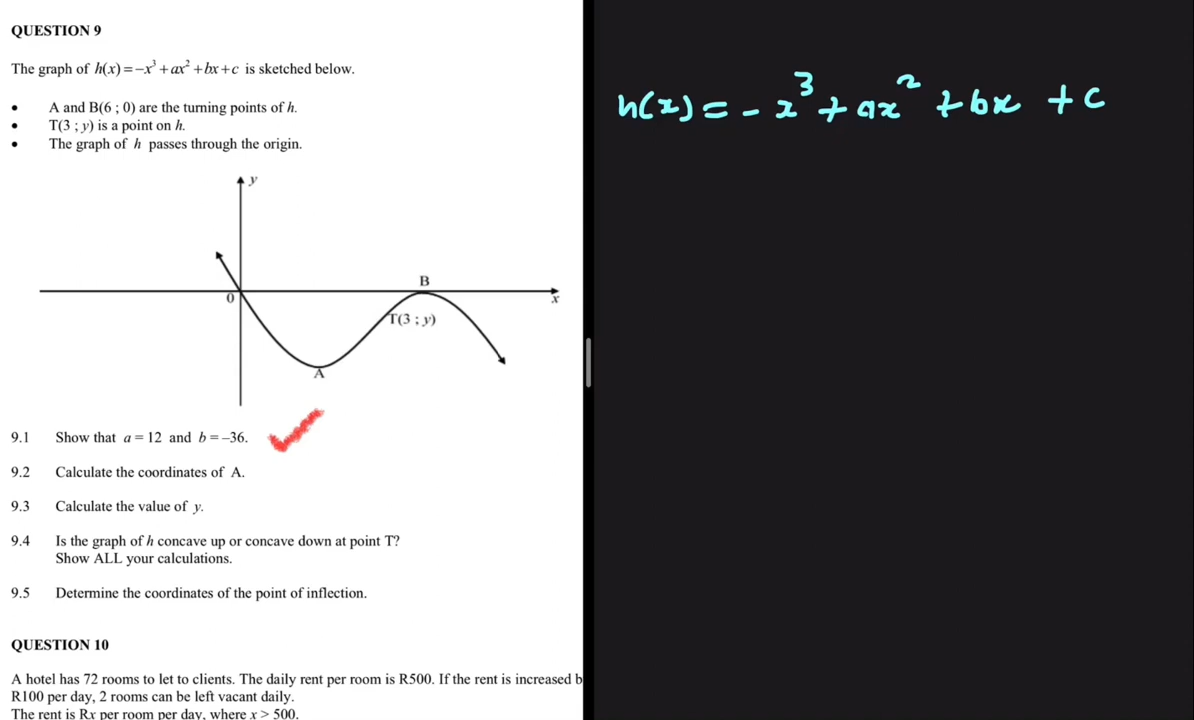 QUESTION 9
The graph of h(x) = −x³ + ax² + bx + c is sketched below.
• A and B(6 ; 0) are the turning points of h.
• T(3 ; y) is a point on h.
• The graph of h passes through the origin.
y
B
0
x
T(3 ; y)
A
9.1 Show that a = 12 and b = −36.
9.2 Calculate the coordinates of A.
9.3 Calculate the value of y.
9.4 Is the graph of h concave up or concave down at point T?
Show ALL your calculations.
9.5 Determine the coordinates of the point of inflection.
QUESTION 10
A hotel has 72 rooms to let to clients. The daily rent per room is R500. If the rent is increased b
R100 per day, 2 rooms can be left vacant daily.
The rent is Rx per room per day, where x > 500.
h(x) = - x³ + ax² + bx + c